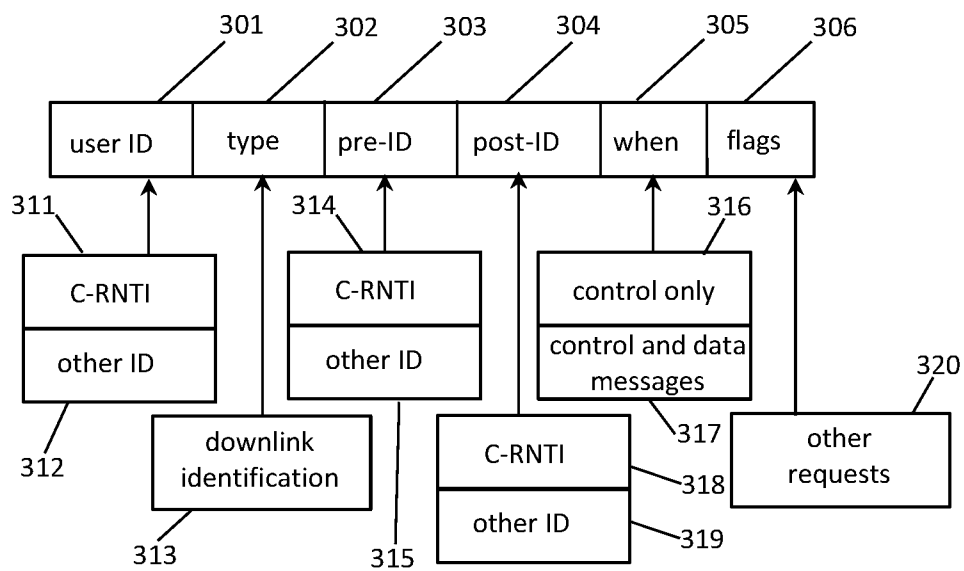 301 302 303 304 305 306
user ID type pre-ID post-ID when flags
311 314 316
C-RNTI C-RNTI control only
other ID other ID control and data
messages
312 downlink
identification
313 315
C-RNTI
other ID
317
318
319
320
other
requests